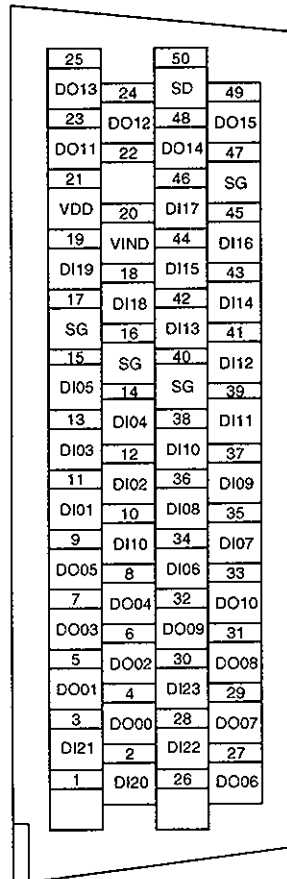 25 50
24 49
DO13 SD
23 DO12 48 DO15
22 47
DO11 DO14
21 46 SG
20 45
VDD DI17
19 VIND 44 DI16
18 43
DI19 DI15
17 DI18 42 DI14
16 41
SG DI13
15 SG 40 DI12
14 39
DI05 SG
13 DI04 38 DI11
12 37
DI03 DI10
11 DI02 36 DI09
10 35
DI01 DI08
9 DI10 34 DI07
8 33
DO05 DI06
7 DO04 32 DO10
6 31
DO03 DO09
5 DO02 30 DO08
4 29
DO01 DI23
3 DO00 28 DO07
2 27
DI21 DI22
1 DI20 26 DO06